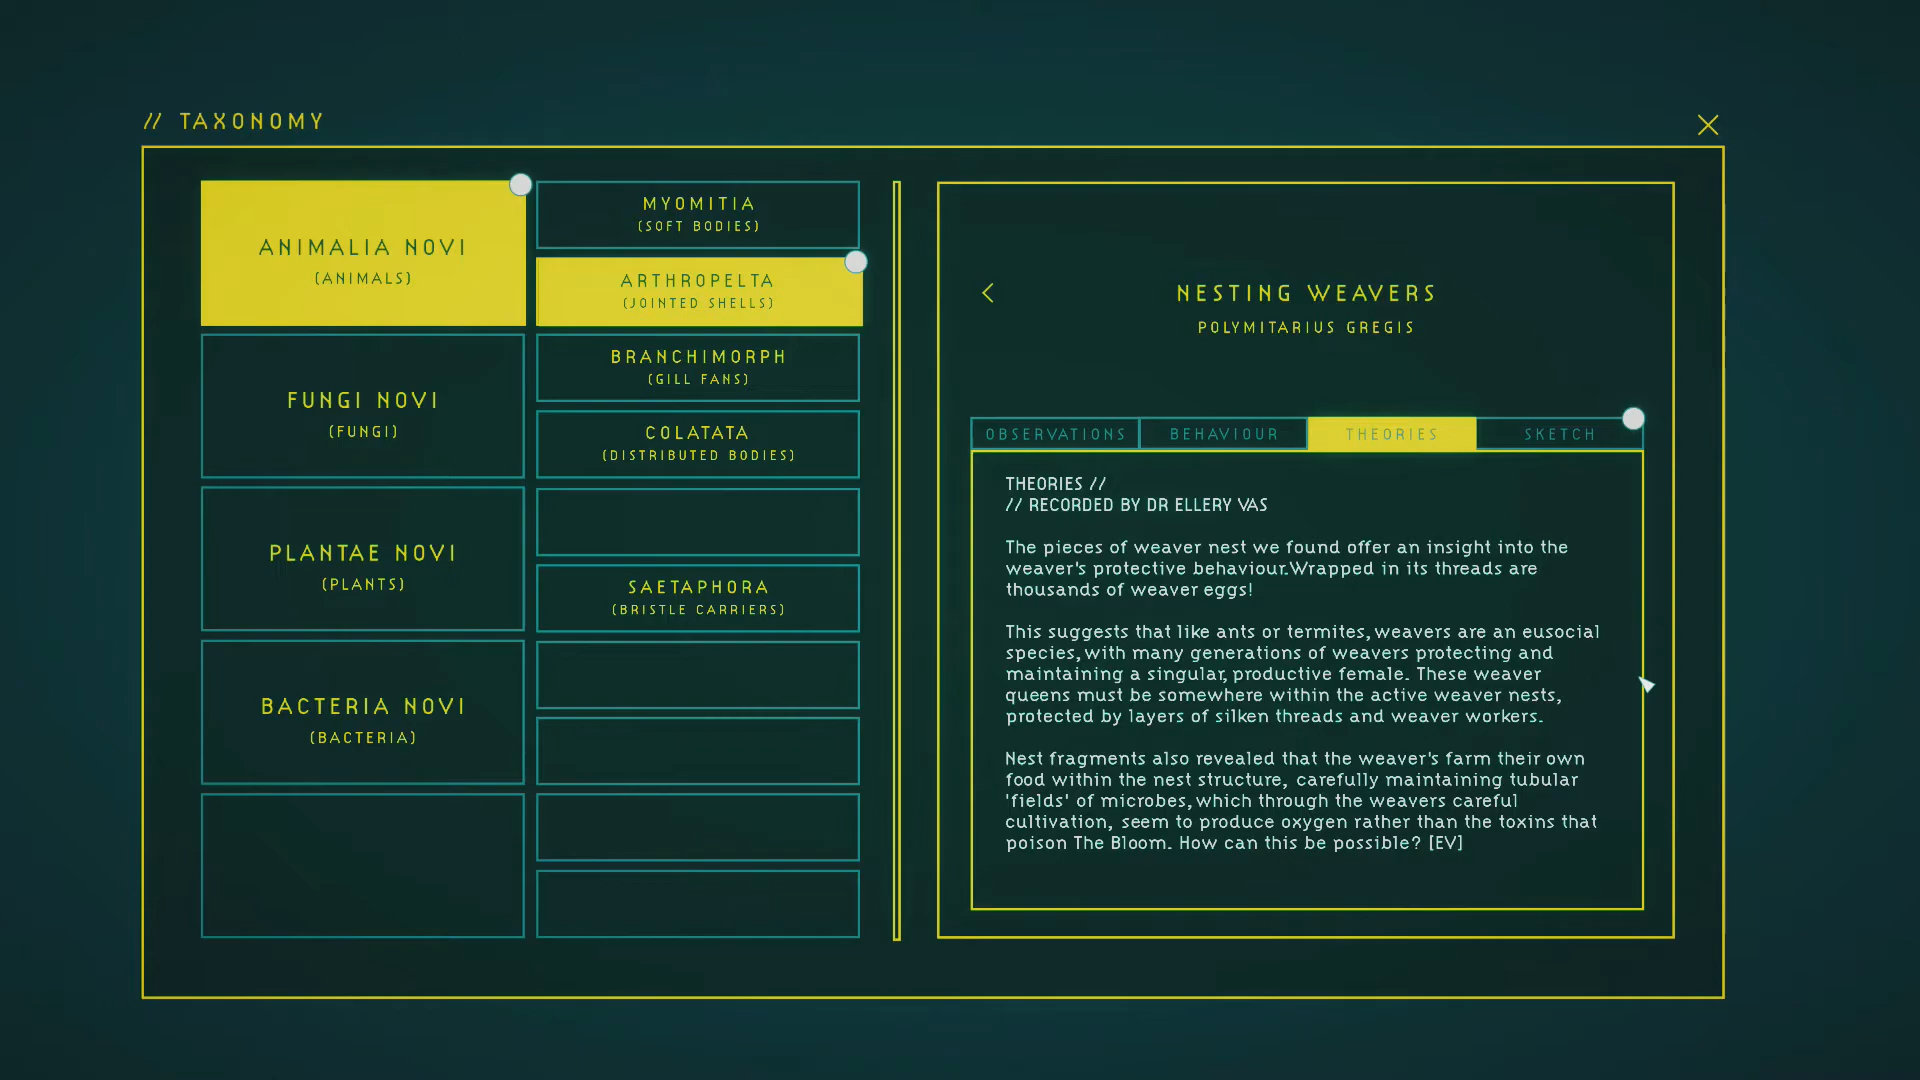 // TAXONOMY
ANIMALIA NOVI
(ANIMALS)
FUNGI NOVI
(FUNGI)
PLANTAE NOVI
(PLANTS)
BACTERIA NOVI
(BACTERIA)
MYOMITIA
(SOFT BODIES)
ARTHROPELTA
(JOINTED SHELLS)
BRANCHIMORPH
(GILL FANS)
COLATATA
(DISTRIBUTED BODIES)
SAETAPHORA
(BRISTLE CARRIERS)
NESTING WEAVERS
POLYMITARIUS GREGIS
OBSERVATIONS BEHAVIOUR THEORIES SKETCH
THEORIES //
// RECORDED BY DR ELLERY VAS
The pieces of weaver nest we found offer an insight into the
weaver's protective behaviour.Wrapped in its threads are
thousands of weaver eggs!
This suggests that like ants or termites, weavers are an eusocial
species, with many generations of weavers protecting and
maintaining a singular, productive female. These weaver
queens must be somewhere within the active weaver nests,
protected by layers of silken threads and weaver workers.
Nest fragments also revealed that the weaver's farm their own
food within the nest structure, carefully maintaining tubular
'fields' of microbes, which through the weavers careful
cultivation, seem to produce oxygen rather than the toxins that
poison The Bloom. How can this be possible? [EV]